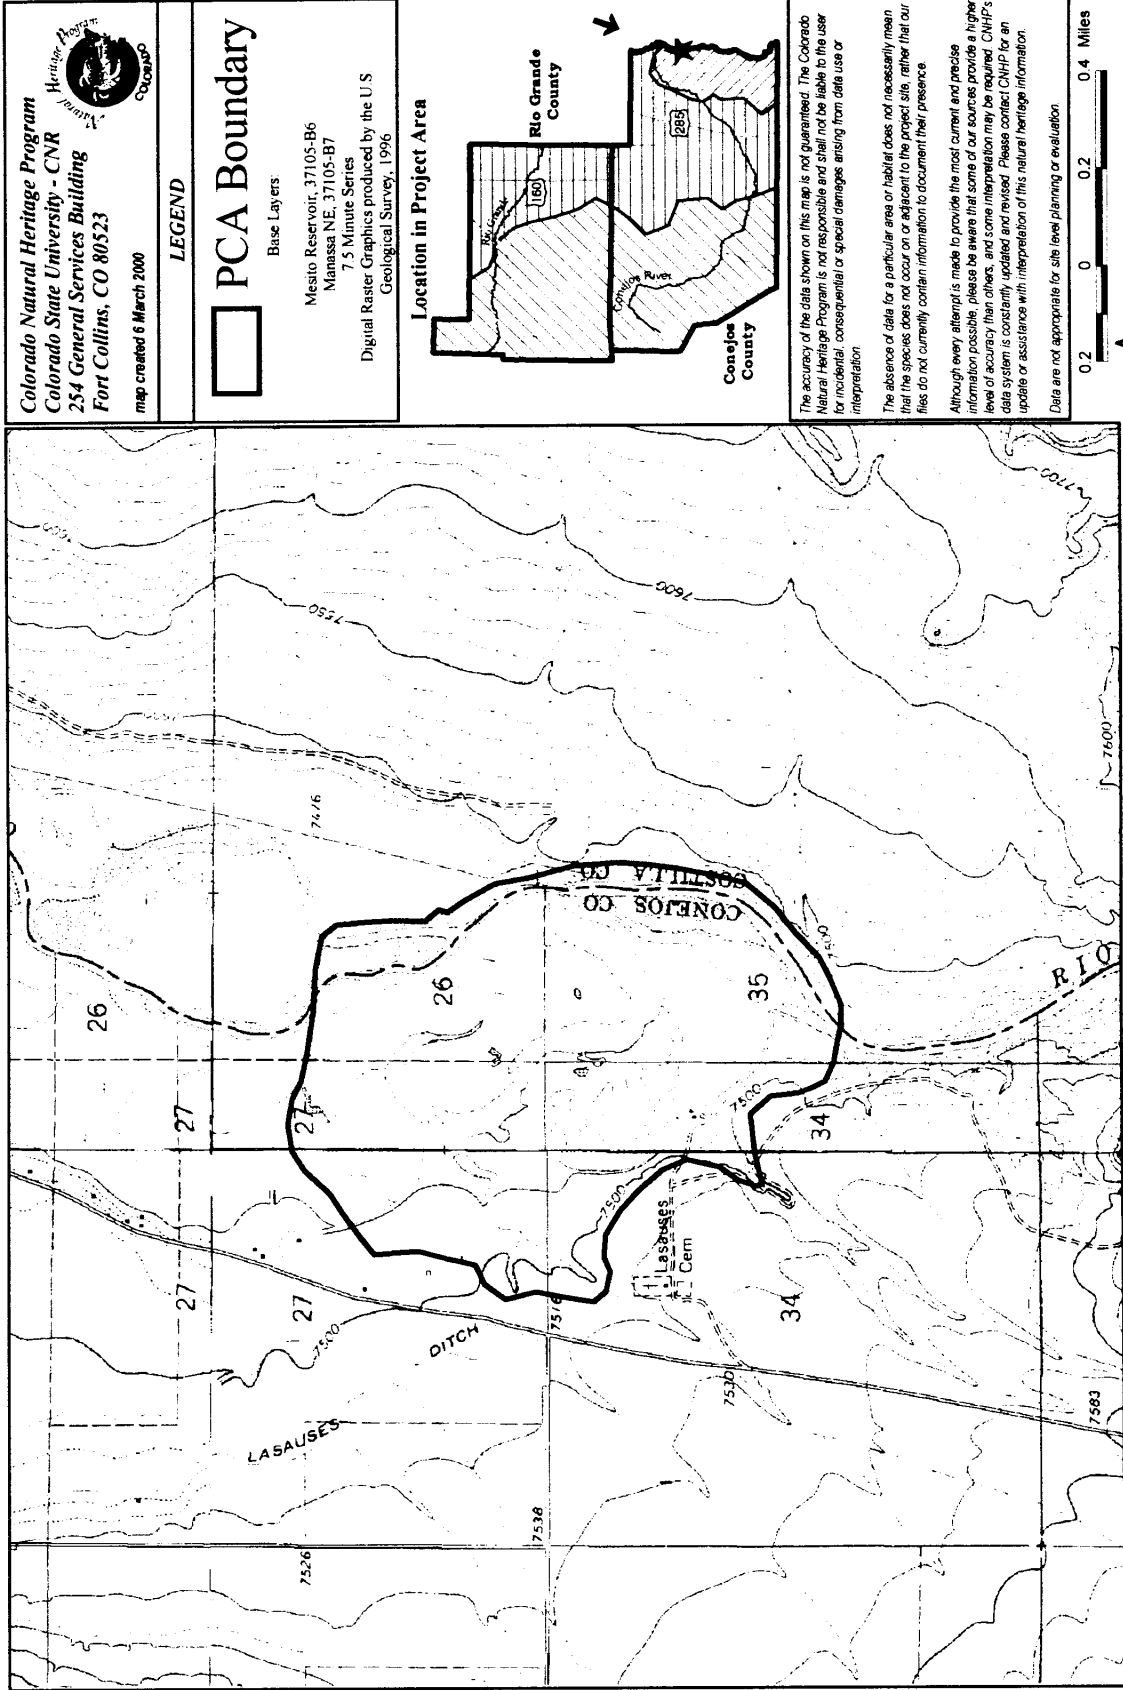 Colorado Natural Heritage Program
Colorado State University - CNR
254 General Services Building
Fort Collins, CO 80523
map created 6 March 2000
Natural Heritage Program
COLORADO
LEGEND
PCA Boundary
Base Layers:
Mesito Reservoir, 37105-B6
Manassa NE, 37105-B7
7.5 Minute Series
Digital Raster Graphics produced by the U.S
Geological Survey, 1996
Location in Project Area
Rio Grande
County
160
285
Conejos River
Conejos
County
The accuracy of the data shown on this map is not guaranteed. The Colorado
Natural Heritage Program is not responsible and shall not be liable to the user
for incidental, consequential or special damages arising from data use or
interpretation.
The absence of data for a particular area or habitat does not necessarily mean
that the species does not occur on or adjacent to the project site, rather that our
files do not currently contain information to document their presence.
Although every attempt is made to provide the most current and precise
information possible, please be aware that some of our sources provide a higher
level of accuracy than others, and some interpretation may be required. CNHP's
data system is constantly updated and revised. Please contact CNHP for an
update or assistance with interpretation of this natural heritage information.
Data are not appropriate for site level planning or evaluation.
0.2 0 0.2 0.4 Miles
26
27
27
7550
7476
27
27
26
7500
7600
7700
COSTILLA CO
CONEJOS CO
DITCH
LASAUSES
7526
7538
7516
7500
35
7500
7500
RIO
34
34
Lasauses
Cem
7530
7583
7600